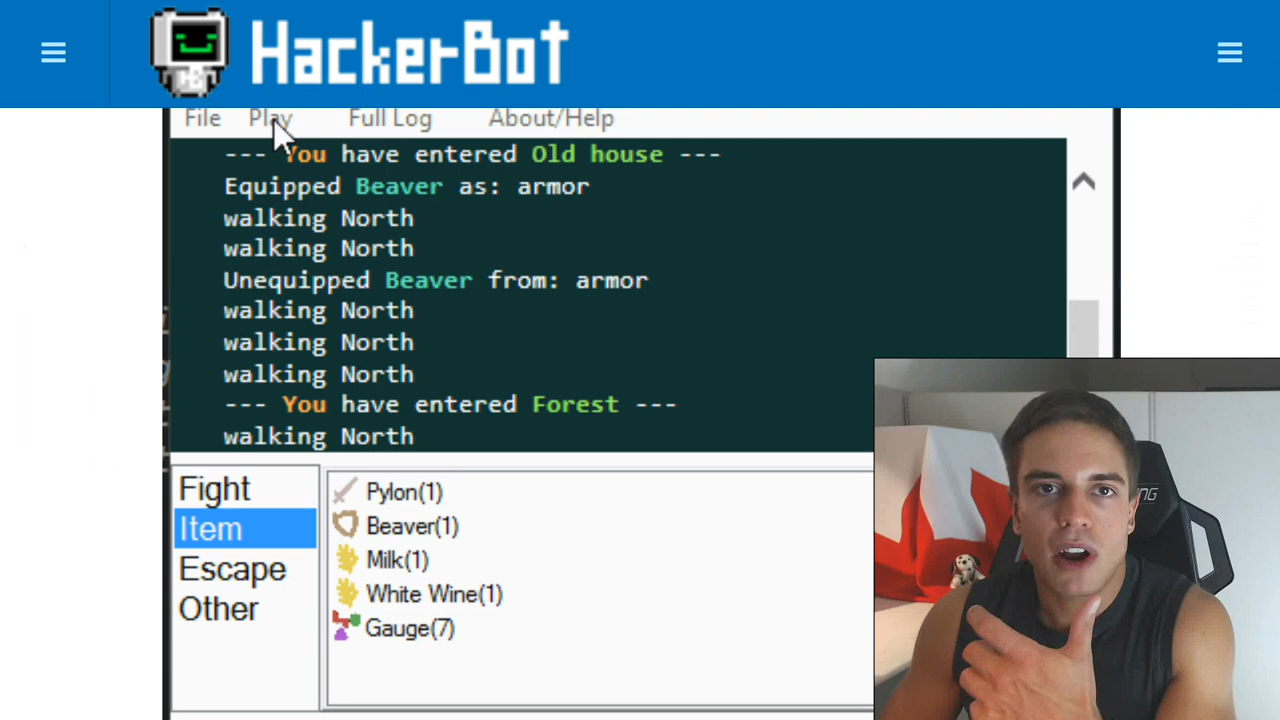 HackerBot
File Play Full Log About/Help
--- You have entered Old house ---
Equipped Beaver as: armor
walking North
walking North
Unequipped Beaver from: armor
walking North
walking North
walking North
--- You have entered Forest ---
walking North
Fight
Item
Escape
Other
Pylon(1)
Beaver(1)
Milk(1)
White Wine(1)
Gauge(7)